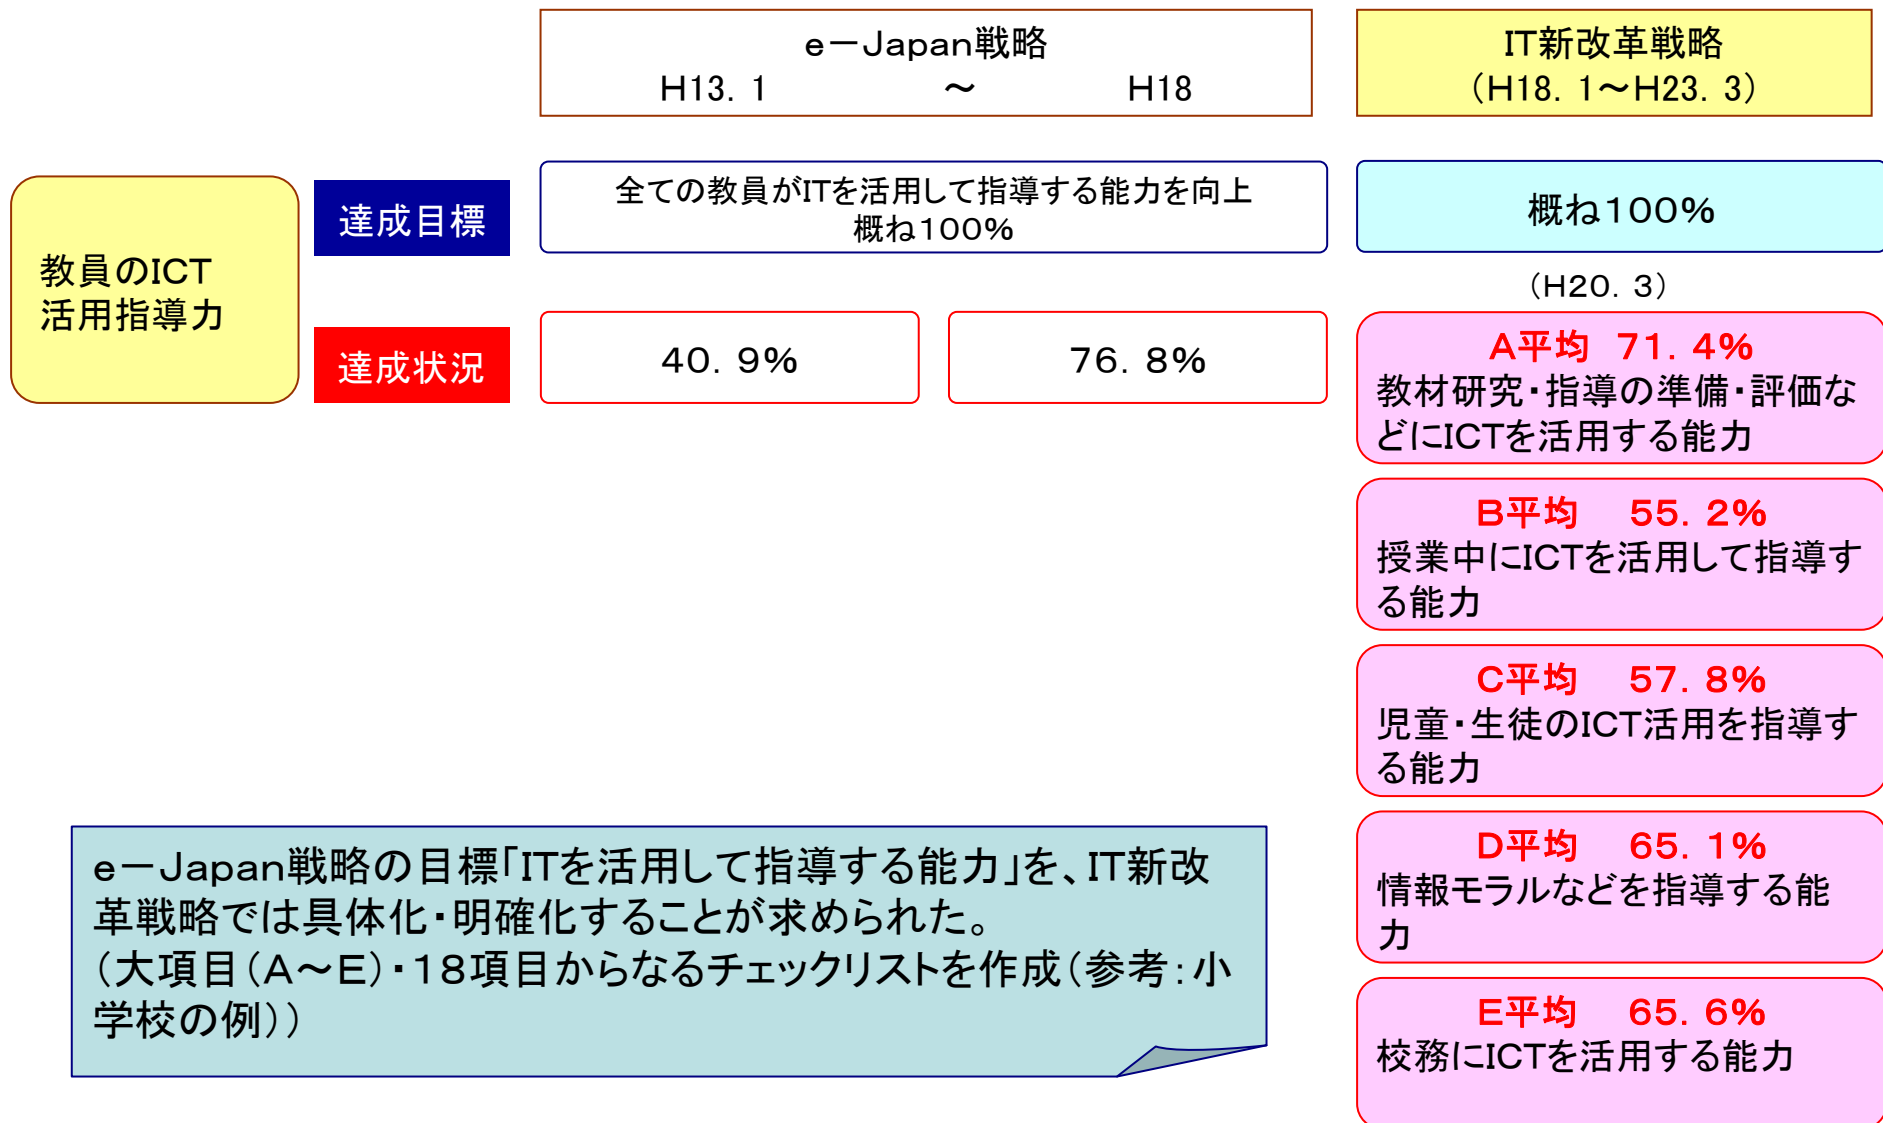 e－Japan戦略
H13．1　　　　～　　　　H18
IT新改革戦略
（H18．1～H23．3）
教員のICT
活用指導力
達成目標
全ての教員がITを活用して指導する能力を向上
概ね100％
概ね100％
（H20．3）
達成状況
40．9％
76．8％
A平均　71．4％
教材研究・指導の準備・評価な
どにICTを活用する能力
B平均　55．2％
授業中にICTを活用して指導す
る能力
C平均　57．8％
児童・生徒のICT活用を指導す
る能力
D平均　65．1％
情報モラルなどを指導する能
力
E平均　65．6％
校務にICTを活用する能力
e－Japan戦略の目標「ITを活用して指導する能力」を、IT新改
革戦略では具体化・明確化することが求められた。
（大項目（A～E）・18項目からなるチェックリストを作成（参考：小
学校の例））